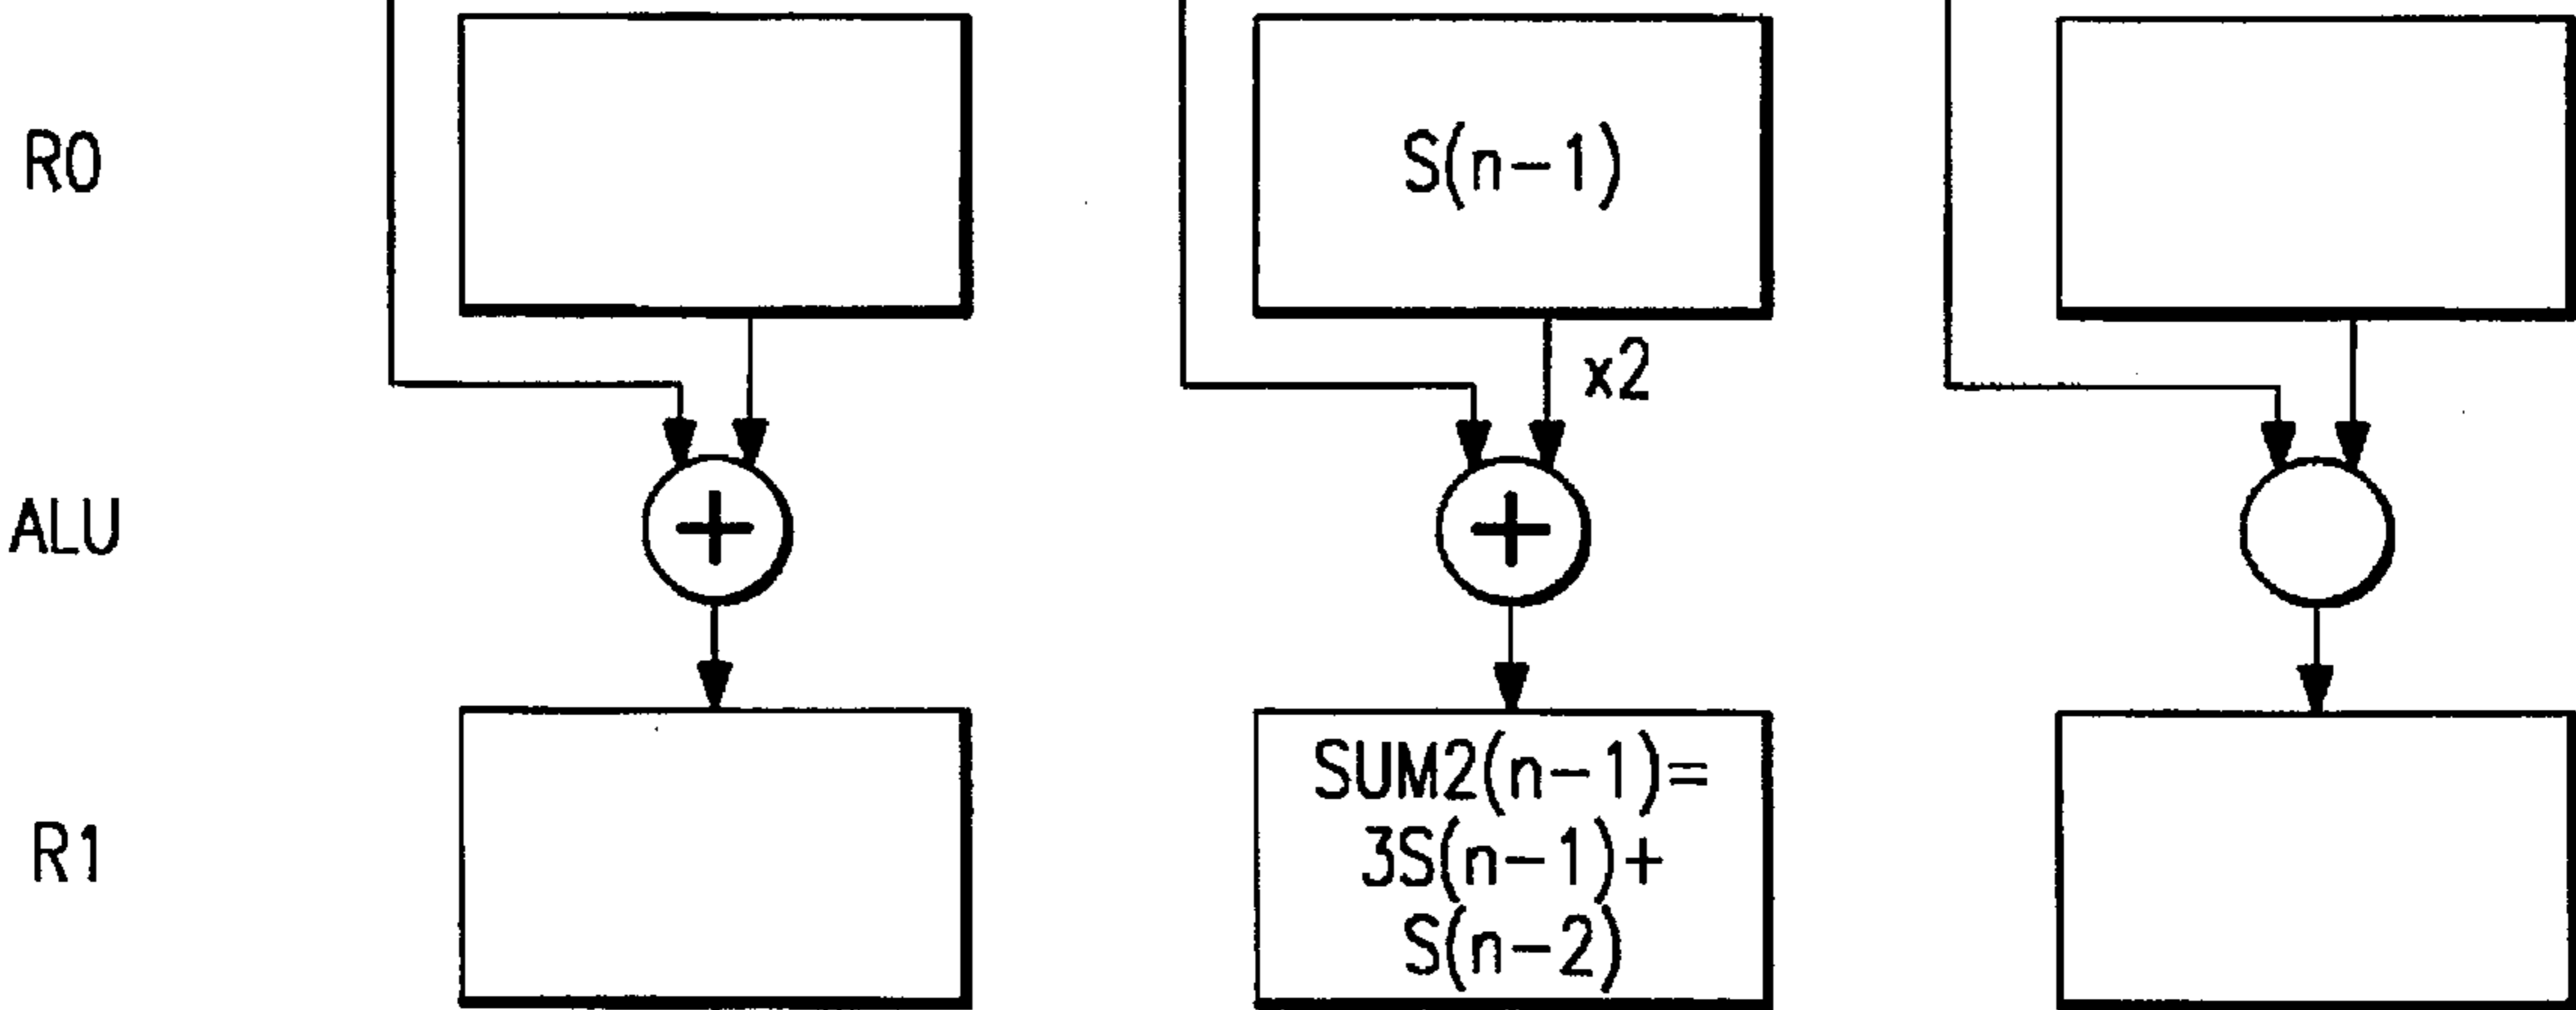 R0
S(n-1)
x2
ALU
+
+
R1
SUM2(n-1)=
3S(n-1)+
S(n-2)